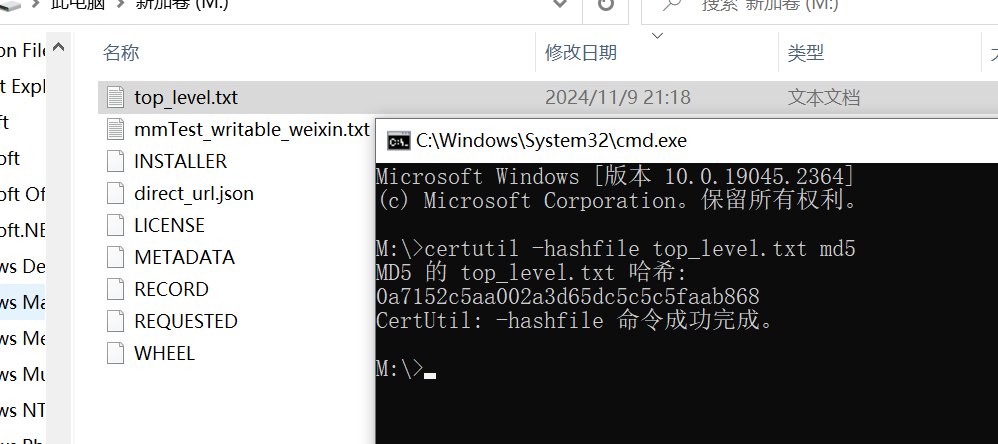 此电脑 > 新加卷 (M:)
搜索"新加卷 (M:)
on File
t Expl
ft
oft
oft Of
oft.NE
ws De
ws Ma
ws Me
ws Mu
ws NT
名称 修改日期 类型
top_level.txt 2024/11/9 21:18 文本文档
mmTest_writable_weixin.txt
INSTALLER
direct_url.json
LICENSE
METADATA
RECORD
REQUESTED
WHEEL
C:\Windows\System32\cmd.exe
Microsoft Windows [版本 10.0.19045.2364]
(c) Microsoft Corporation。保留所有权利。
M:\>certutil -hashfile top_level.txt md5
MD5 的 top_level.txt 哈希:
0a7152c5aa002a3d65dc5c5c5faab868
CertUtil: -hashfile 命令成功完成。
M:\>